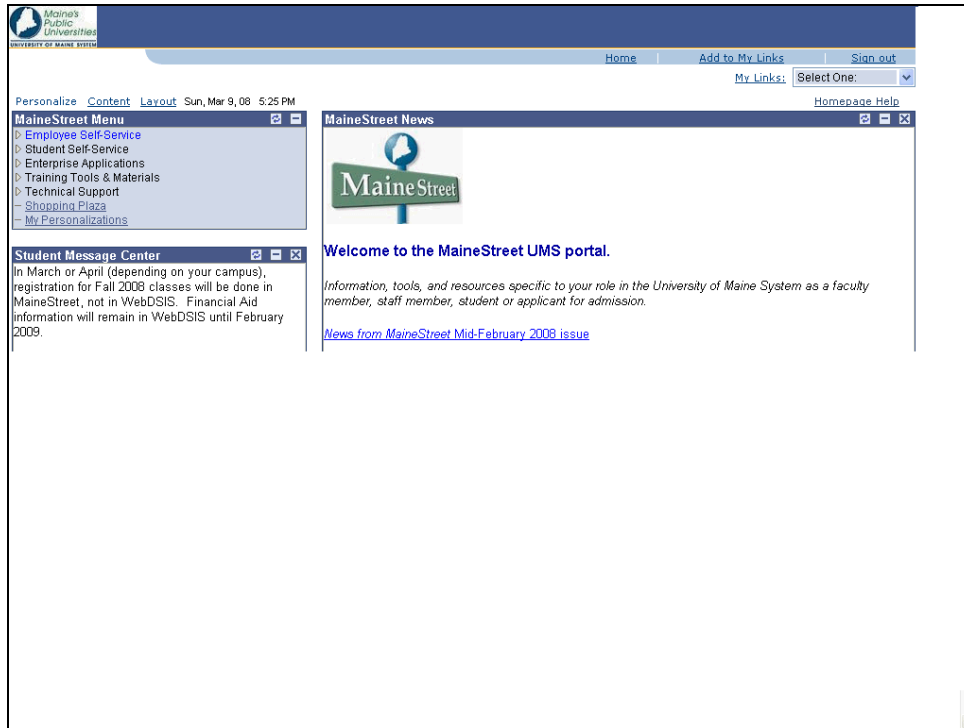 Maine's
Public
Universities
UNIVERSITY OF MAINE SYSTEM
Home Add to My Links Sign out
My Links: Select One:
Personalize Content Layout Sun, Mar 9, 08 5:25 PM Homepage Help
MaineStreet Menu
Employee Self-Service
Student Self-Service
Enterprise Applications
Training Tools & Materials
Technical Support
– Shopping Plaza
– My Personalizations
Student Message Center
In March or April (depending on your campus),
registration for Fall 2008 classes will be done in
MaineStreet, not in WebDSIS. Financial Aid
information will remain in WebDSIS until February
2009.
MaineStreet News
Maine Street
Welcome to the MaineStreet UMS portal.
Information, tools, and resources specific to your role in the University of Maine System as a faculty
member, staff member, student or applicant for admission.
News from MaineStreet Mid-February 2008 issue